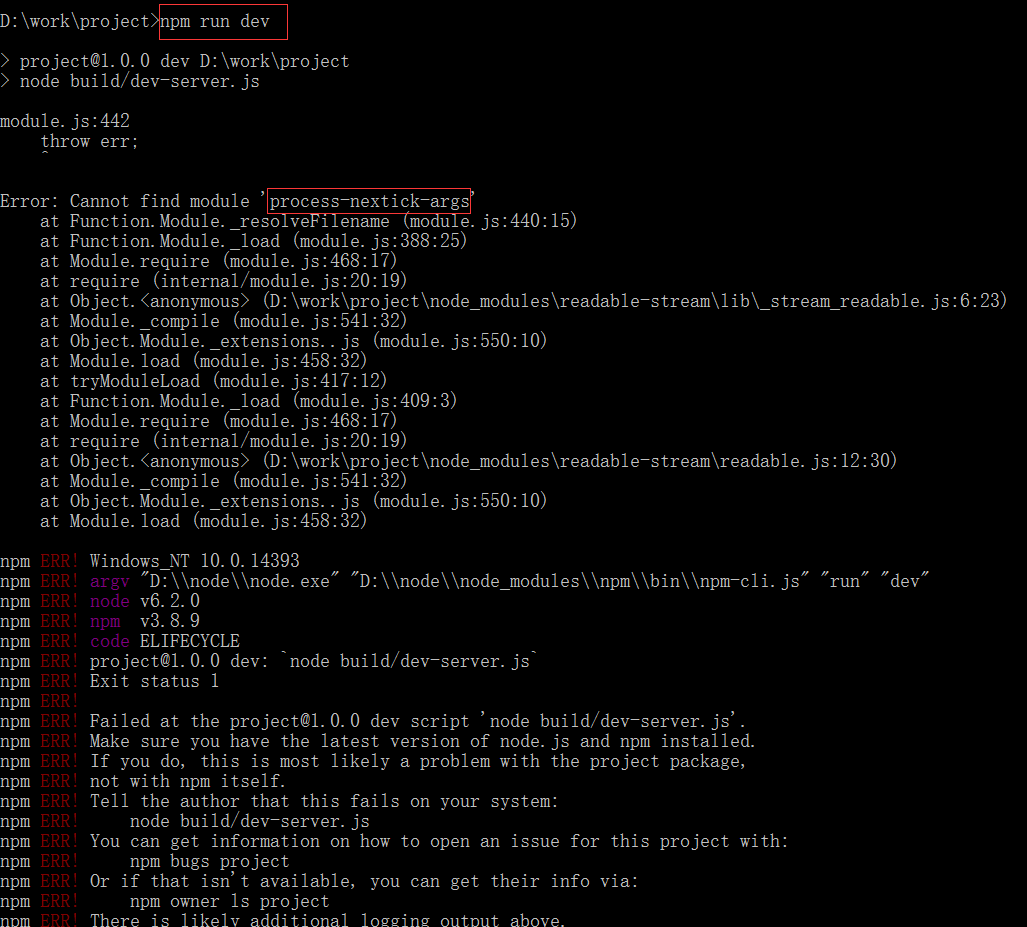 D:\work\project>npm run dev
> project@1.0.0 dev D:\work\project
> node build/dev-server.js
module.js:442
    throw err;
    ^
Error: Cannot find module 'process-nextick-args'
    at Function.Module._resolveFilename (module.js:440:15)
    at Function.Module._load (module.js:388:25)
    at Module.require (module.js:468:17)
    at require (internal/module.js:20:19)
    at Object.<anonymous> (D:\work\project\node_modules\readable-stream\lib\_stream_readable.js:6:23)
    at Module._compile (module.js:541:32)
    at Object.Module._extensions..js (module.js:550:10)
    at Module.load (module.js:458:32)
    at tryModuleLoad (module.js:417:12)
    at Function.Module._load (module.js:409:3)
    at Module.require (module.js:468:17)
    at require (internal/module.js:20:19)
    at Object.<anonymous> (D:\work\project\node_modules\readable-stream\readable.js:12:30)
    at Module._compile (module.js:541:32)
    at Object.Module._extensions..js (module.js:550:10)
    at Module.load (module.js:458:32)
npm ERR! Windows_NT 10.0.14393
npm ERR! argv "D:\\node\\node.exe" "D:\\node\\node_modules\\npm\\bin\\npm-cli.js" "run" "dev"
npm ERR! node v6.2.0
npm ERR! npm  v3.8.9
npm ERR! code ELIFECYCLE
npm ERR! project@1.0.0 dev: `node build/dev-server.js`
npm ERR! Exit status 1
npm ERR!
npm ERR! Failed at the project@1.0.0 dev script 'node build/dev-server.js'.
npm ERR! Make sure you have the latest version of node.js and npm installed.
npm ERR! If you do, this is most likely a problem with the project package,
npm ERR! not with npm itself.
npm ERR! Tell the author that this fails on your system:
npm ERR!     node build/dev-server.js
npm ERR! You can get information on how to open an issue for this project with:
npm ERR!     npm bugs project
npm ERR! Or if that isn't available, you can get their info via:
npm ERR!     npm owner ls project
npm ERR! There is likely additional logging output above.